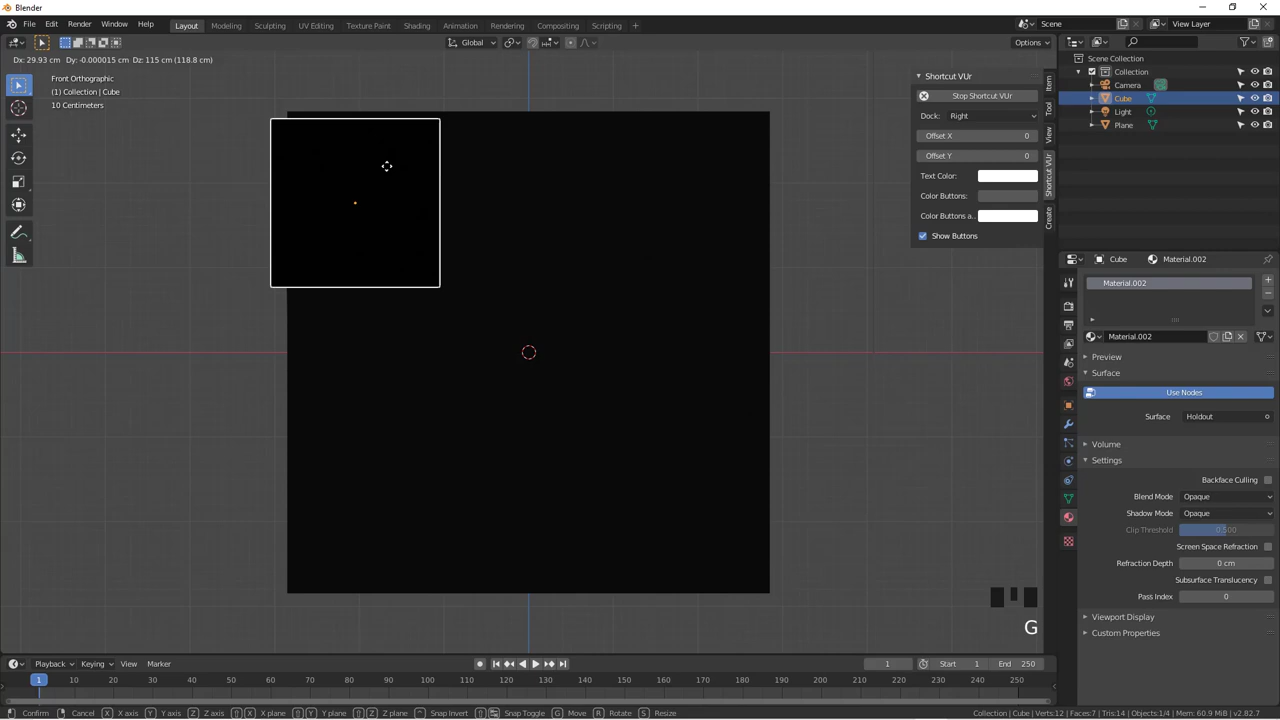 Blender
File Edit Render Window Help Layout Modeling Sculpting UV Editing Texture Paint Shading Animation Rendering Compositing Scripting + Scene View Layer
Global Options
Dx: 29.93 cm Dy: -0.000015 cm Dz: 115 cm (118.8 cm)
Front Orthographic
(1) Collection | Cube
10 Centimeters
Shortcut VUr
Stop Shortcut VUr
Dock: Right
Offset X 0
Offset Y 0
Text Color:
Color Buttons:
Color Buttons a..
Show Buttons
Item
Tool
View
Shortcut VUr
Create
Scene Collection
Collection
Camera
Cube
Light
Plane
Cube Material.002
Material.002
Material.002
Preview
Surface
Use Nodes
Surface Holdout
Volume
Settings
Backface Culling
Blend Mode Opaque
Shadow Mode Opaque
Clip Threshold 0.500
Screen Space Refraction
Refraction Depth 0 cm
Subsurface Translucency
Pass Index 0
Viewport Display
Custom Properties
G
Playback Keying View Marker 1 Start 1 End 250
1 10 20 30 40 50 60 70 80 90 100 110 120 130 140 150 160 170 180 190 200 210 220 230 240 250
Confirm Cancel X X axis Y Y axis Z Z axis X X plane Y Y plane Z Z plane Snap Invert Snap Toggle G Move R Rotate S Resize Collection | Cube | Verts:12 | Faces:7 | Tris:14 | Objects:1/4 | Mem: 60.9 MiB | v2.82.7